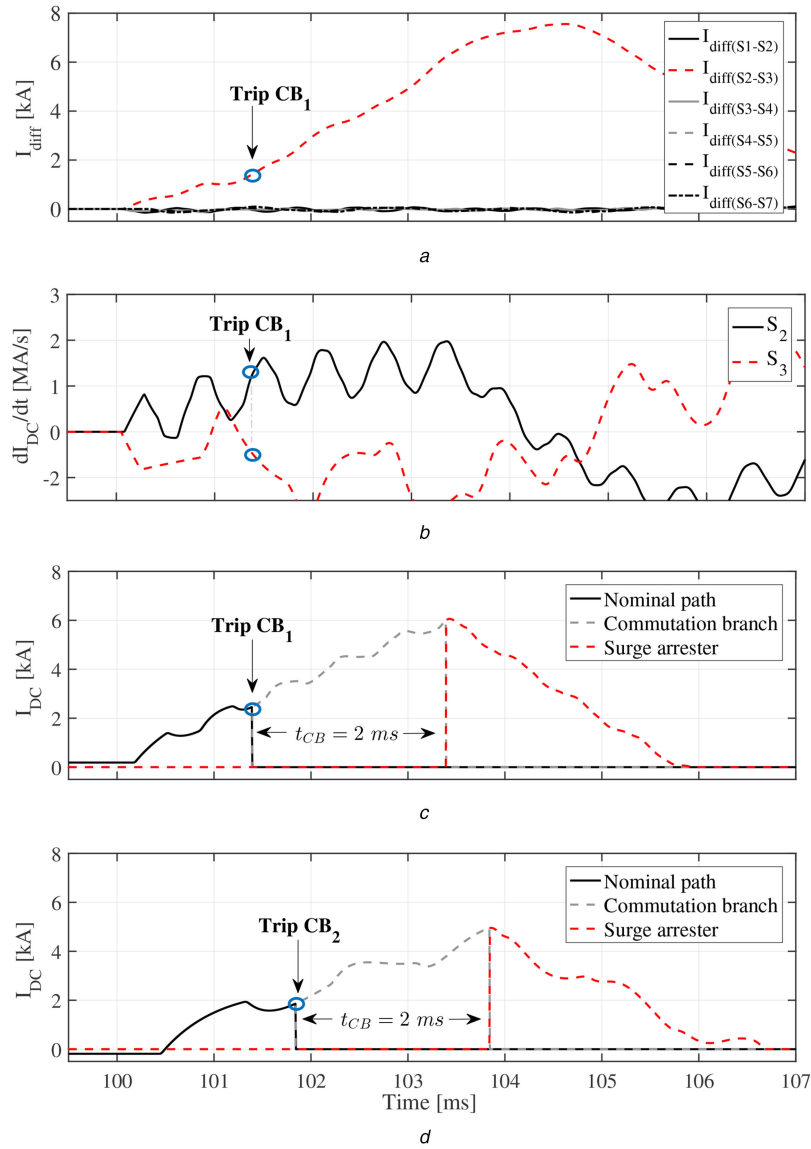 8
6
4
2
0
I_diff [kA]
Trip CB_1
I_diff(S1-S2)
I_diff(S2-S3)
I_diff(S3-S4)
I_diff(S4-S5)
I_diff(S5-S6)
I_diff(S6-S7)
a
3
2
1
0
-2
dI_DC/dt [MA/s]
Trip CB_1
S_2
S_3
b
8
6
4
2
0
I_DC [kA]
Trip CB_1
t_CB = 2 ms
Nominal path
Commutation branch
Surge arrester
c
8
6
4
2
0
I_DC [kA]
Trip CB_2
t_CB = 2 ms
Nominal path
Commutation branch
Surge arrester
100 101 102 103 104 105 106 107
Time [ms]
d